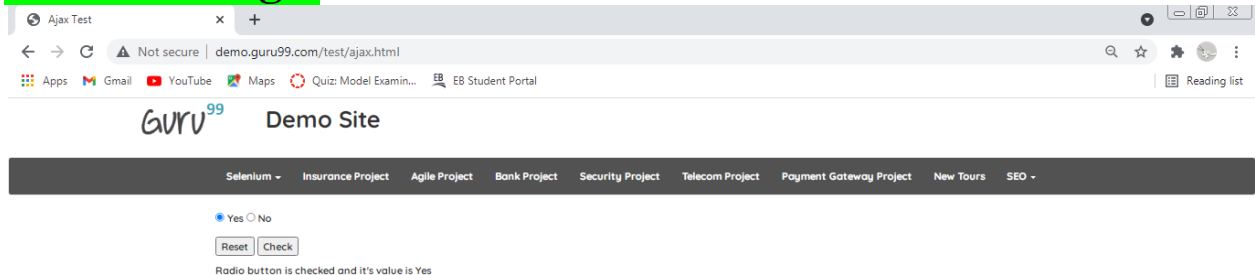 Ajax Test
Not secure | demo.guru99.com/test/ajax.html
Apps Gmail YouTube Maps Quiz: Model Examin... EB EB Student Portal Reading list
Guru99 Demo Site
Selenium Insurance Project Agile Project Bank Project Security Project Telecom Project Payment Gateway Project New Tours SEO
Yes No
Reset Check
Radio button is checked and it's value is Yes